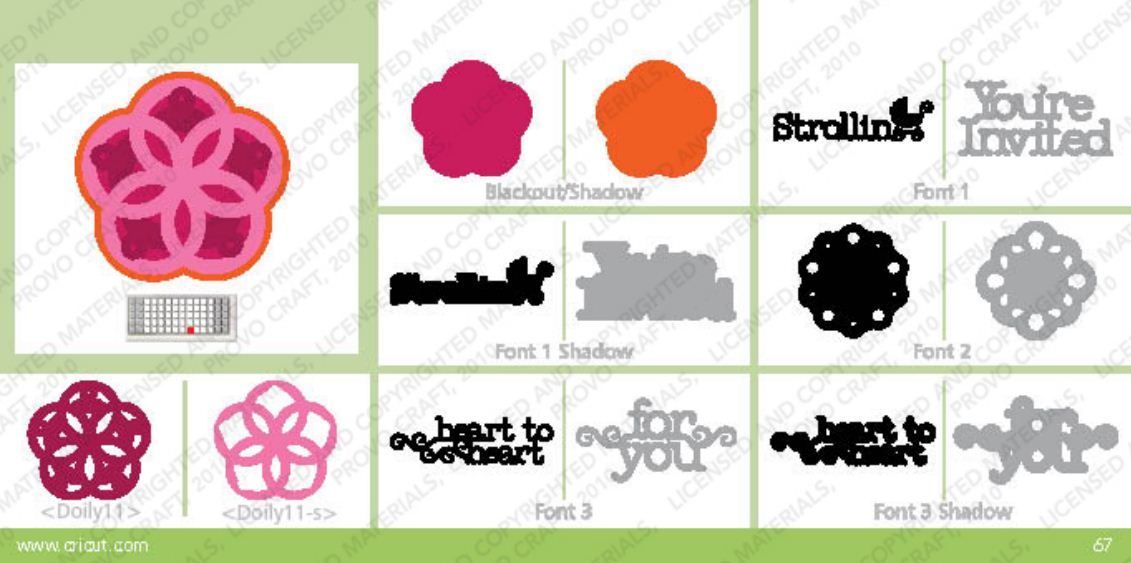 Blackout/Shadow
Strolling
You're
Invited
Font 1
Font 1 Shadow
Font 2
<Doily11>
<Doily11-s>
heart to
heart
for
you
Font 3
heart to
heart
for
you
Font 3 Shadow
www.cricut.com
67
LICENSED AND COPYRIGHTED MATERIALS,
PROVO CRAFT, 2010